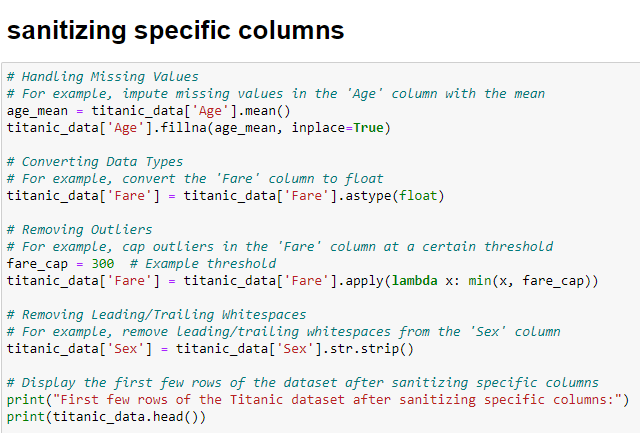 sanitizing specific columns
# Handling Missing Values
# For example, impute missing values in the 'Age' column with the mean
age_mean = titanic_data['Age'].mean()
titanic_data['Age'].fillna(age_mean, inplace=True)
# Converting Data Types
# For example, convert the 'Fare' column to float
titanic_data['Fare'] = titanic_data['Fare'].astype(float)
# Removing Outliers
# For example, cap outliers in the 'Fare' column at a certain threshold
fare_cap = 300  # Example threshold
titanic_data['Fare'] = titanic_data['Fare'].apply(lambda x: min(x, fare_cap))
# Removing Leading/Trailing Whitespaces
# For example, remove leading/trailing whitespaces from the 'Sex' column
titanic_data['Sex'] = titanic_data['Sex'].str.strip()
# Display the first few rows of the dataset after sanitizing specific columns
print("First few rows of the Titanic dataset after sanitizing specific columns:")
print(titanic_data.head())